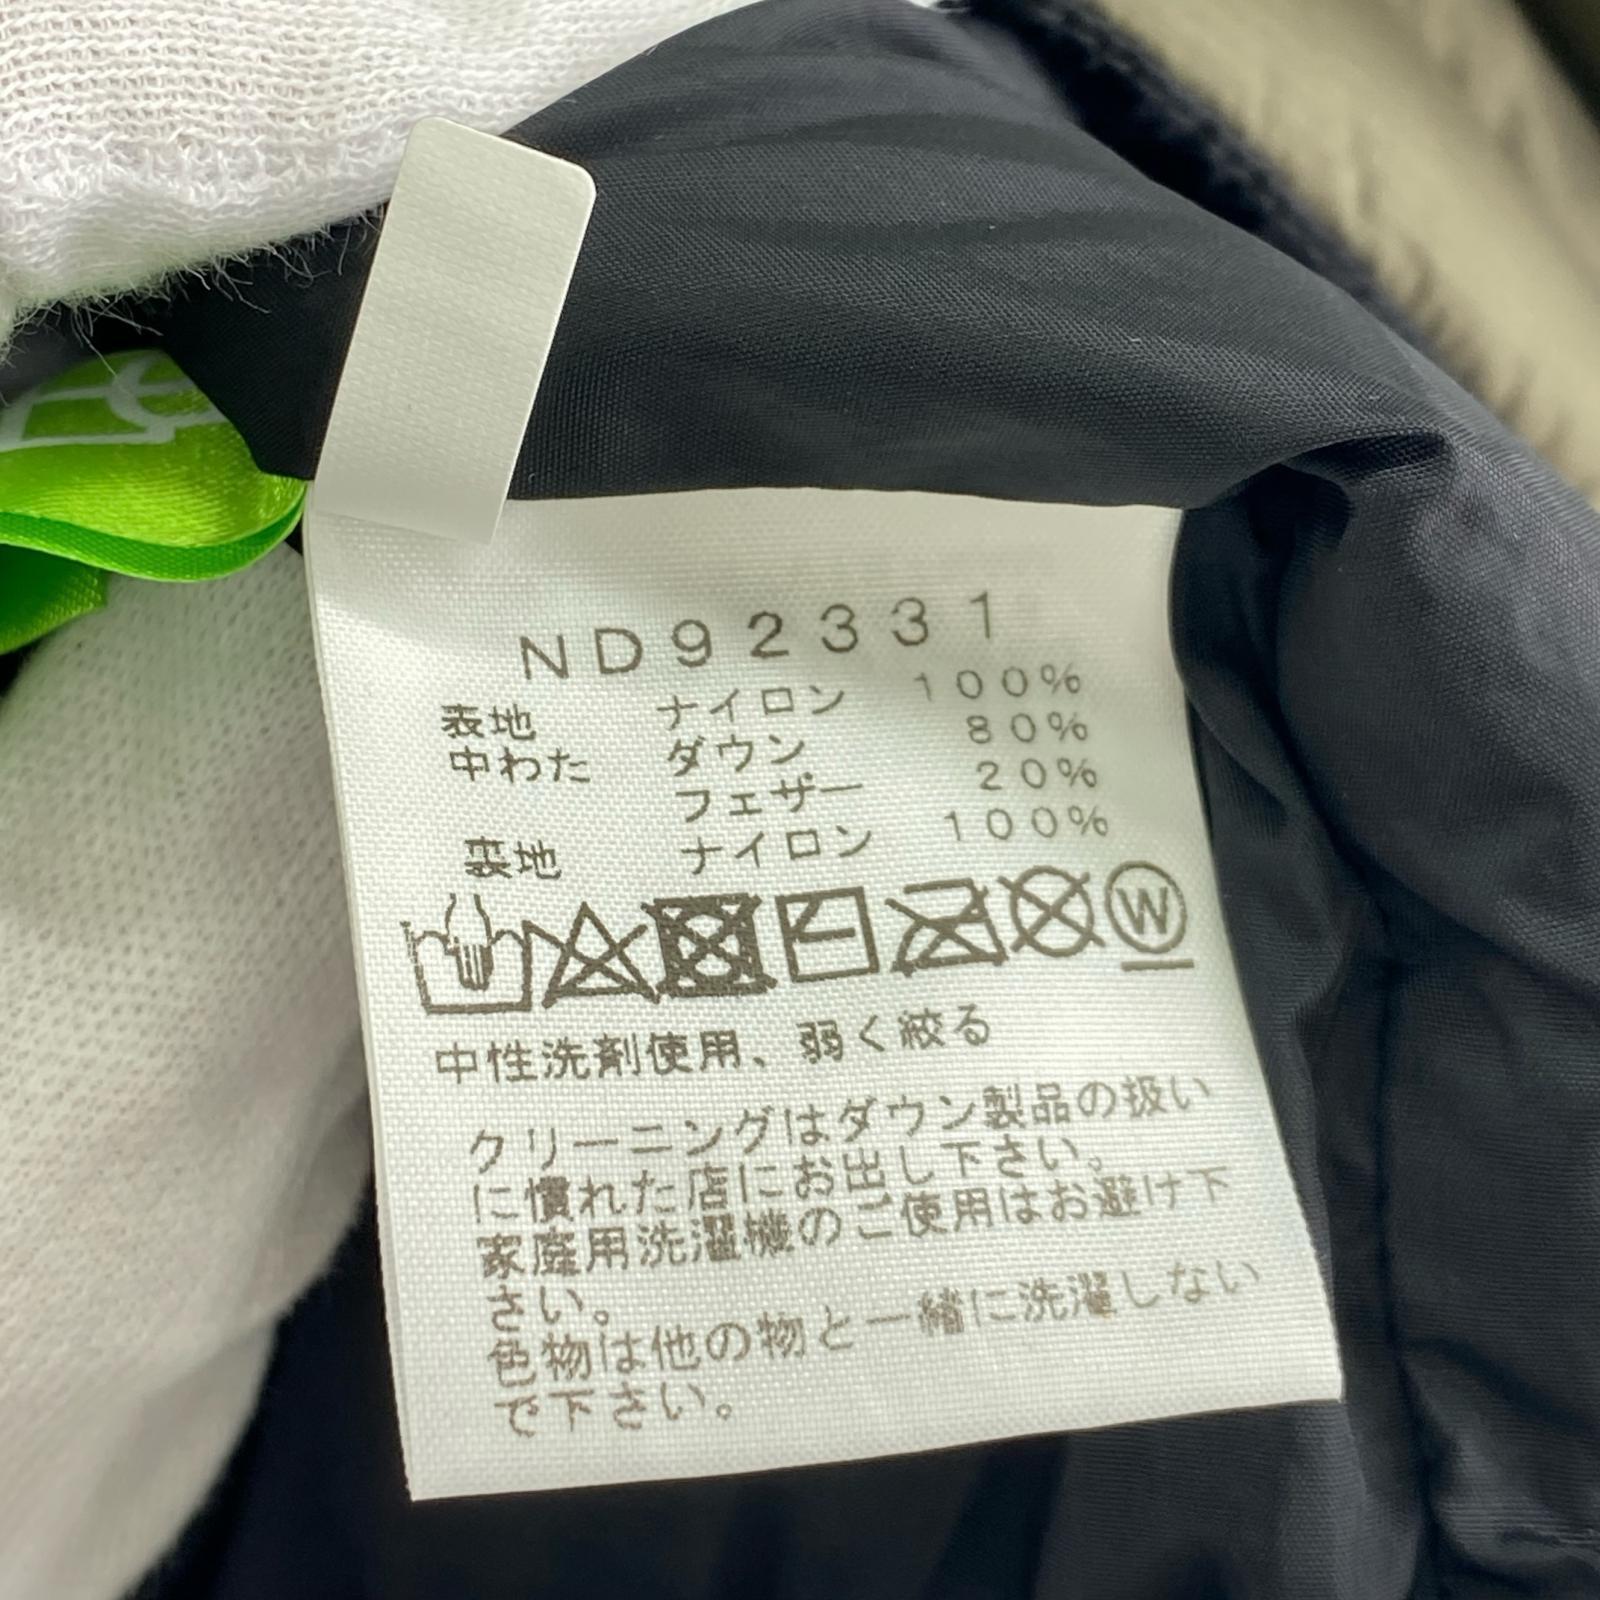 ND92331
表地 ナイロン 100%
中わた ダウン 80%
フェザー 20%
裏地 ナイロン 100%
W
中性洗剤使用、弱く絞る
クリーニングはダウン製品の扱い
に慣れた店にお出し下さい。
家庭用洗濯機のご使用はお避け下
さい。
色物は他の物と一緒に洗濯しない
で下さい。